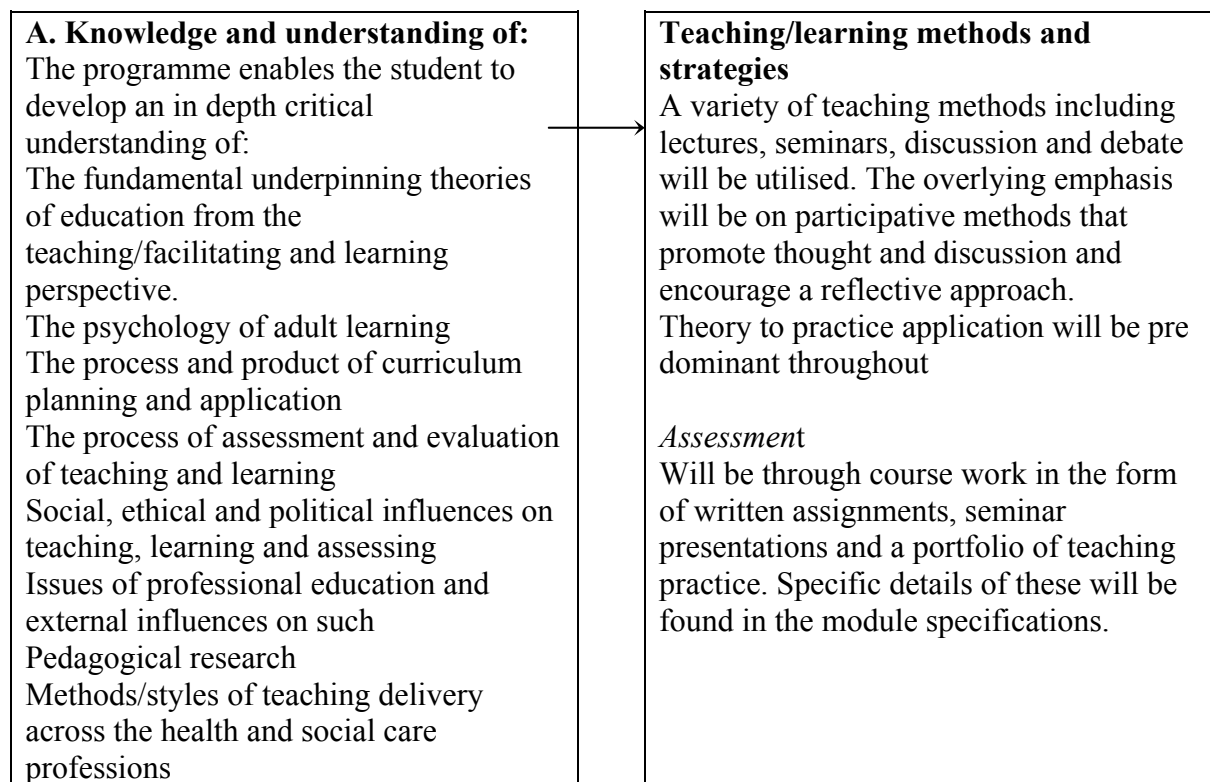 A. Knowledge and understanding of:
The programme enables the student to
develop an in depth critical
understanding of:
The fundamental underpinning theories
of education from the
teaching/facilitating and learning
perspective.
The psychology of adult learning
The process and product of curriculum
planning and application
The process of assessment and evaluation
of teaching and learning
Social, ethical and political influences on
teaching, learning and assessing
Issues of professional education and
external influences on such
Pedagogical research
Methods/styles of teaching delivery
across the health and social care
professions
Teaching/learning methods and
strategies
A variety of teaching methods including
lectures, seminars, discussion and debate
will be utilised. The overlying emphasis
will be on participative methods that
promote thought and discussion and
encourage a reflective approach.
Theory to practice application will be pre
dominant throughout
Assessment
Will be through course work in the form
of written assignments, seminar
presentations and a portfolio of teaching
practice. Specific details of these will be
found in the module specifications.